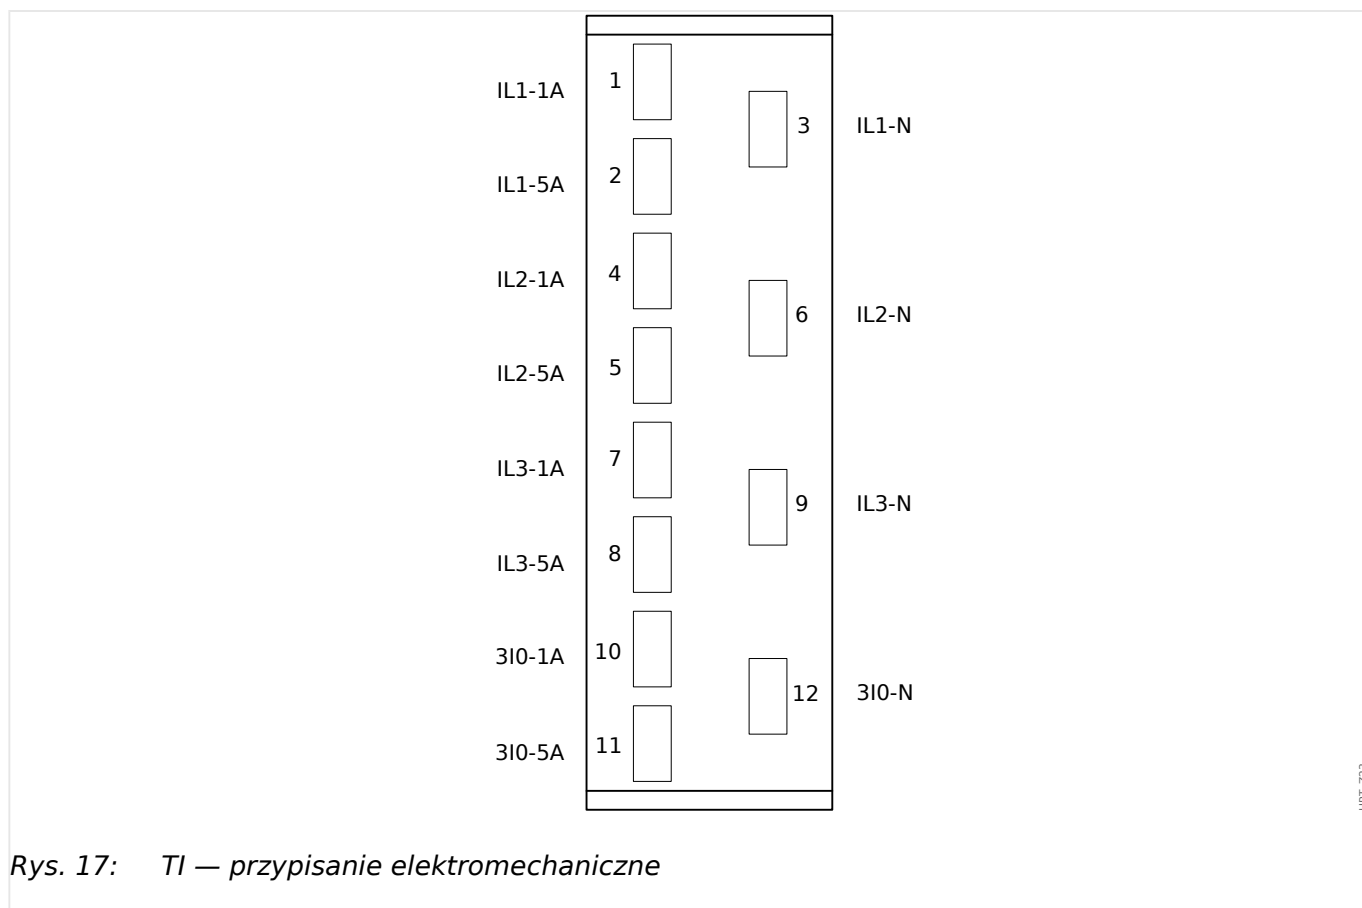 IL1-1A 1
3 IL1-N
IL1-5A 2
IL2-1A 4
6 IL2-N
IL2-5A 5
IL3-1A 7
9 IL3-N
IL3-5A 8
3I0-1A 10
12 3I0-N
3I0-5A 11
Rys. 17: TI — przypisanie elektromechaniczne